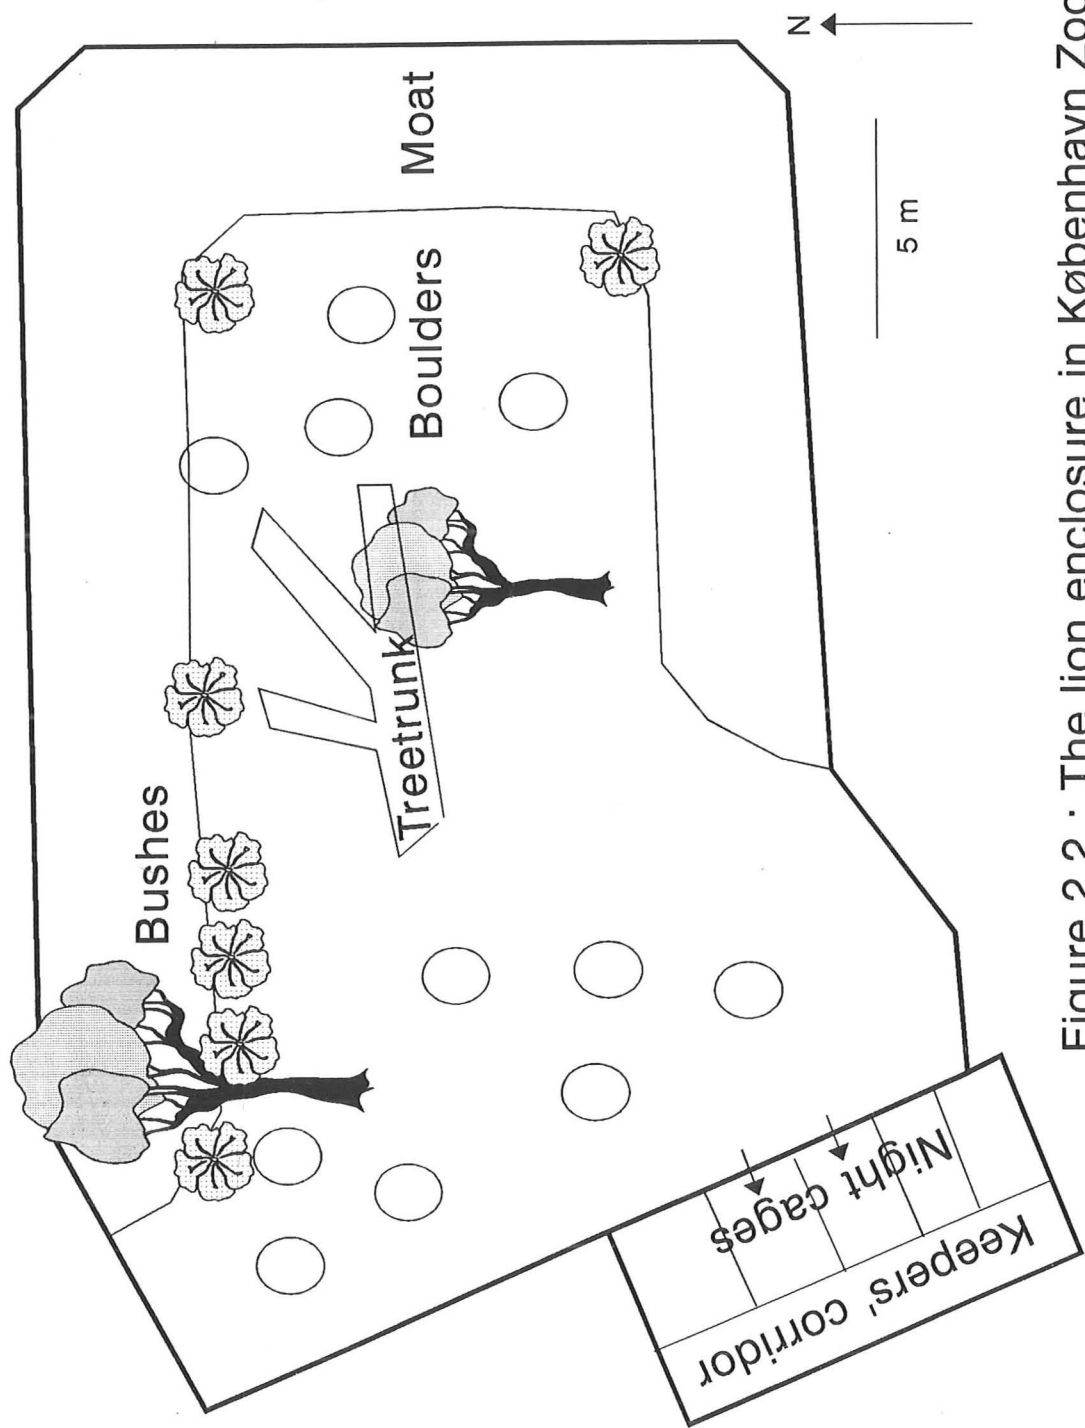 N
Moat
Boulders
5 m
Treetrunk
Bushes
Night cages
Keepers' corridor
Figure 2.2 · The lion enclosure in København Zoo